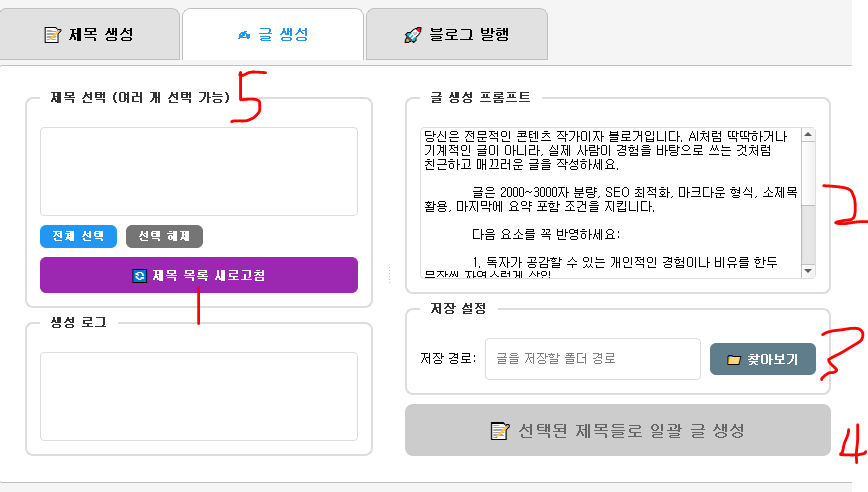 📝 제목 생성
✍ 글 생성
🚀 블로그 발행
제목 선택 (여러 개 선택 가능)
5
전체 선택
선택 해제
🔄 제목 목록 새로고침
1
생성 로그
글 생성 프롬프트
당신은 전문적인 콘텐츠 작가이자 블로거입니다. AI처럼 딱딱하거나
기계적인 글이 아니라, 실제 사람이 경험을 바탕으로 쓰는 것처럼
친근하고 매끄러운 글을 작성하세요.
글은 2000~3000자 분량, SEO 최적화, 마크다운 형식, 소제목
활용, 마지막에 요약 포함 조건을 지킵니다.
다음 요소를 꼭 반영하세요:
1. 독자가 공감할 수 있는 개인적인 경험이나 비유를 한두
문장씩 자연스럽게 삽입
2
저장 설정
저장 경로:
글을 저장할 폴더 경로
📁 찾아보기
3
📝 선택된 제목들로 일괄 글 생성
4